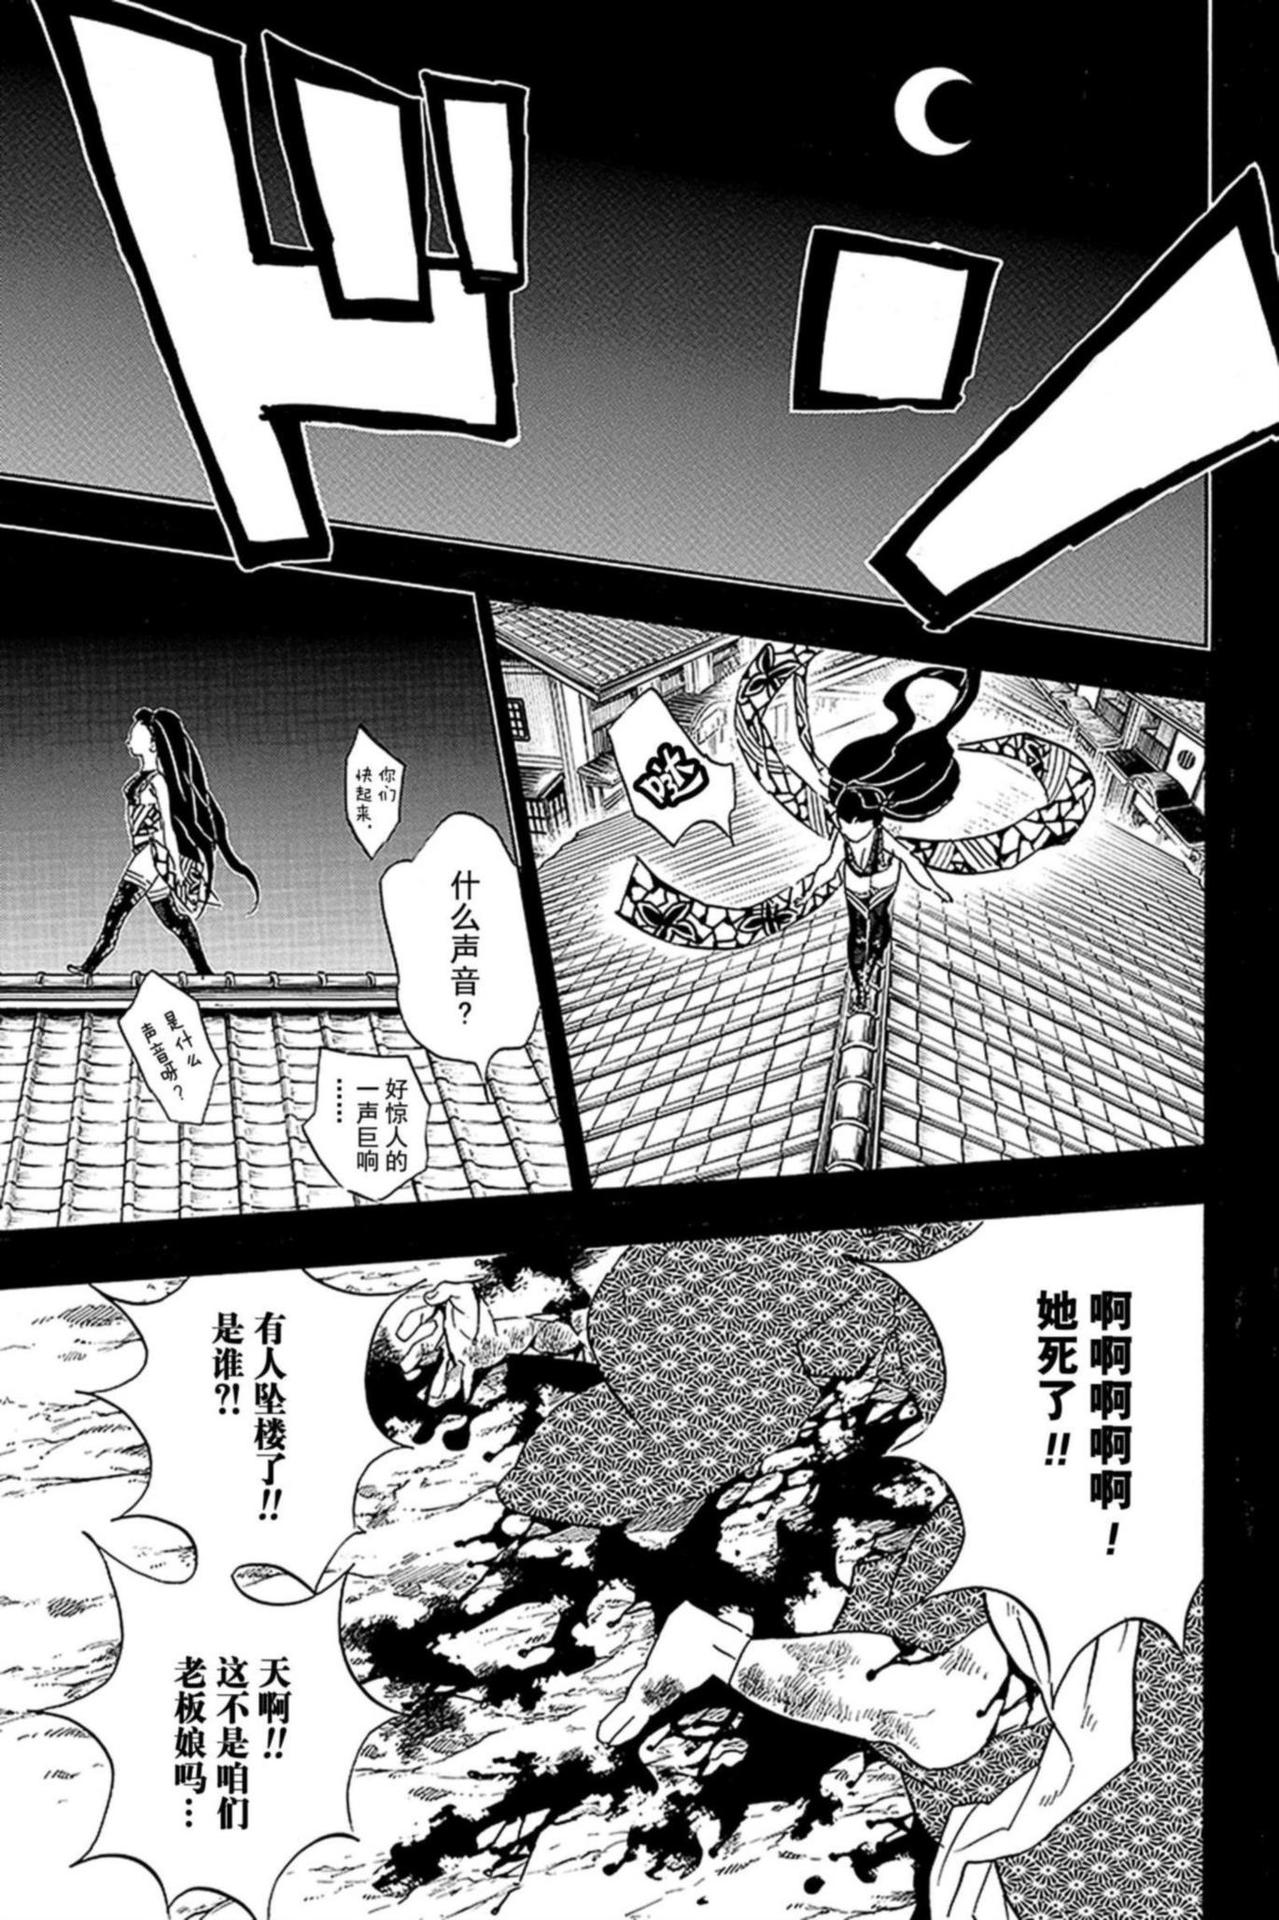 ドン
咻
什么声音?
你们
快起来.
好惊人的
一声巨响
……
是什么
声音呀?
啊啊啊啊啊!
她死了!!
有人坠楼了!!
是谁?!
天啊!!
这不是咱们
老板娘吗…